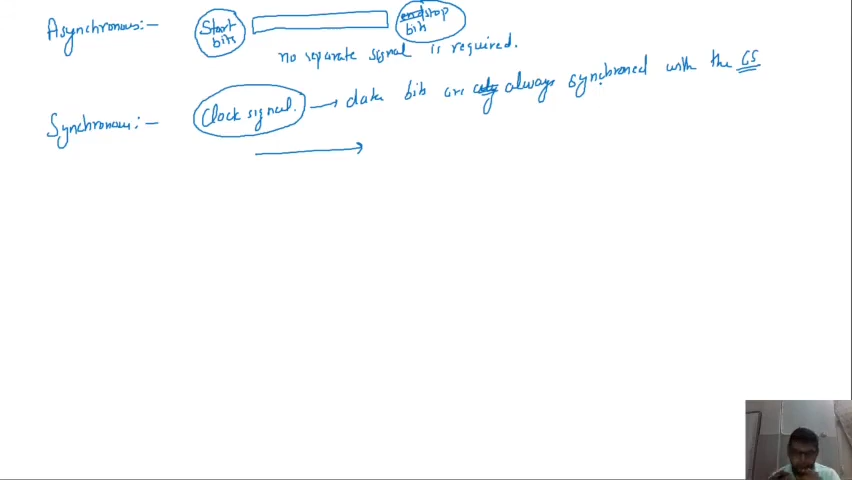 Asynchronous:-
Start bits
end stop bits
no separate signal is required.
Synchronous:-
Clock signal. → data bits are always synchroned with the CS